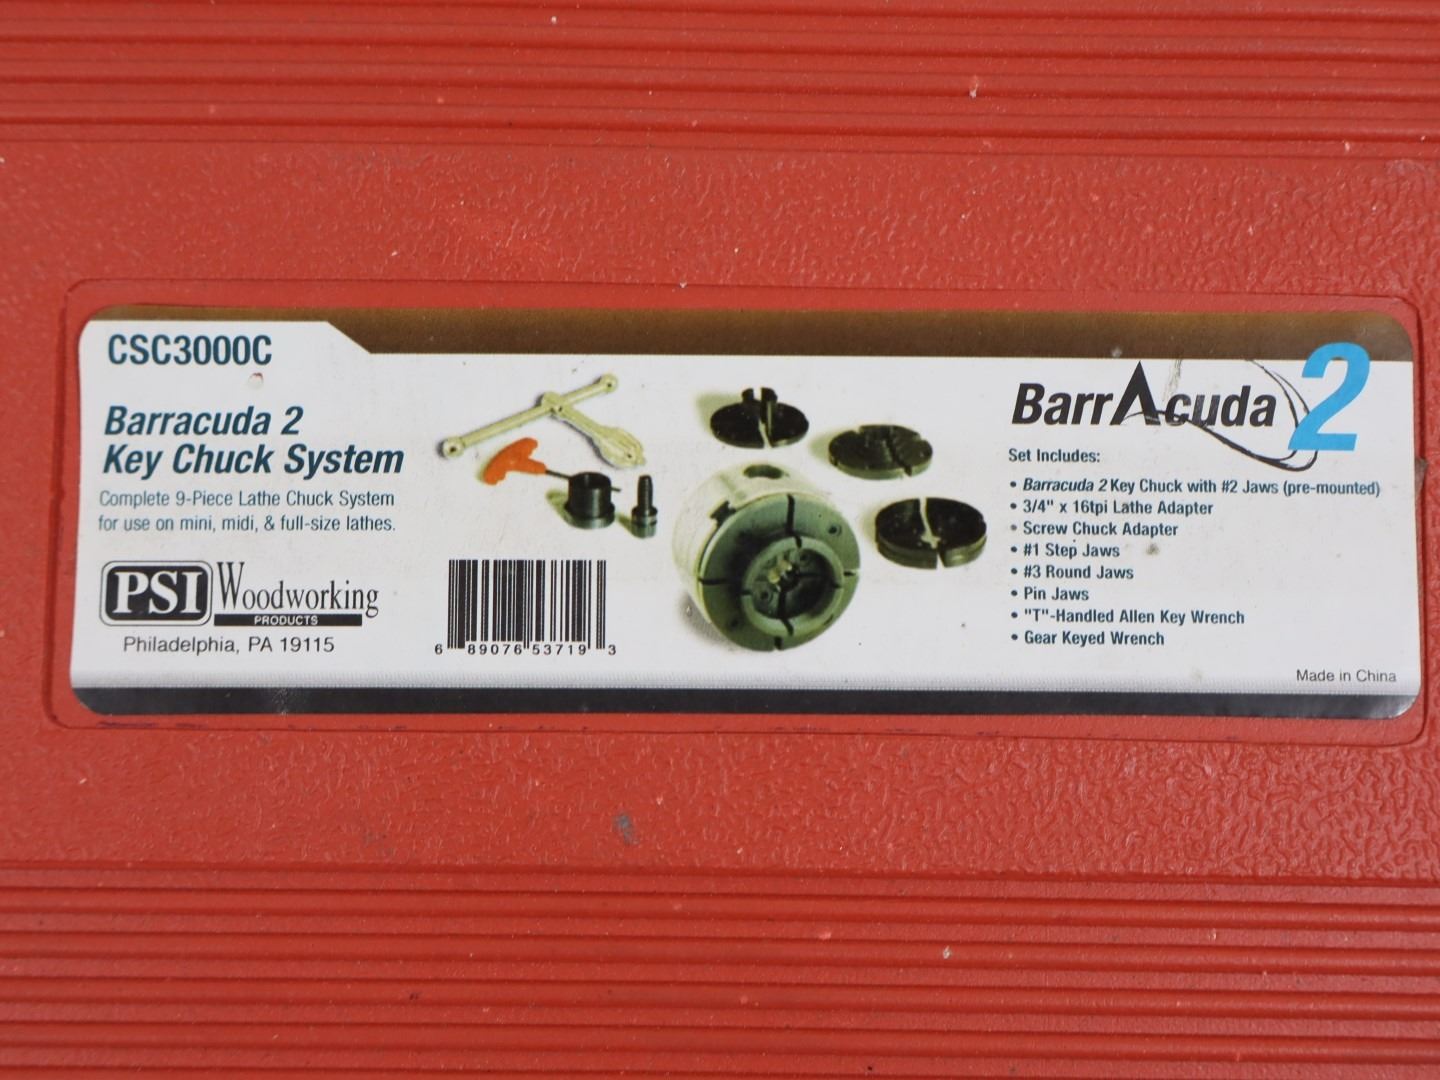 CSC3000C
Barracuda 2
Key Chuck System
Complete 9-Piece Lathe Chuck System
for use on mini, midi, & full-size lathes.
PSI Woodworking
PRODUCTS
Philadelphia, PA 19115
6 89076 53719 3
BarrAcuda 2
Set Includes:
• Barracuda 2 Key Chuck with #2 Jaws (pre-mounted)
• 3/4" x 16tpi Lathe Adapter
• Screw Chuck Adapter
• #1 Step Jaws
• #3 Round Jaws
• Pin Jaws
• "T"-Handled Allen Key Wrench
• Gear Keyed Wrench
Made in China